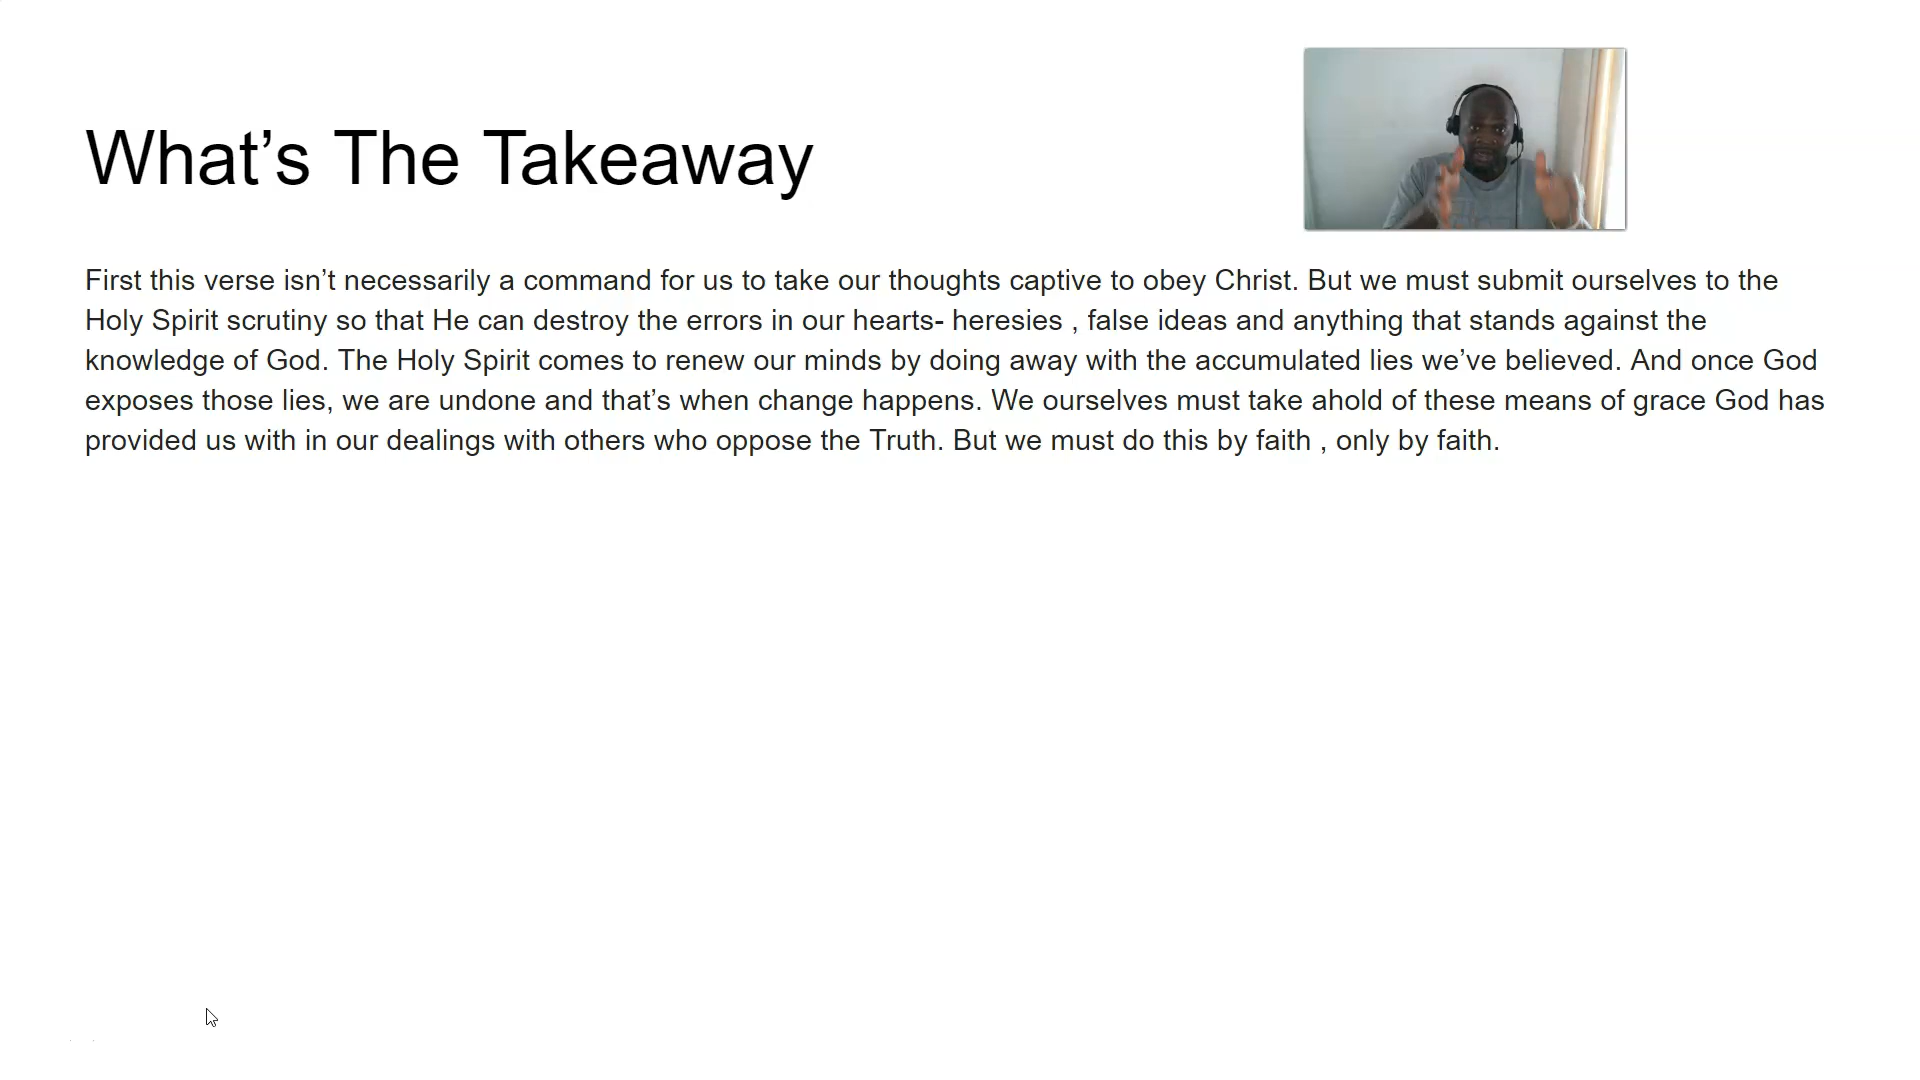 What’s The Takeaway
First this verse isn’t necessarily a command for us to take our thoughts captive to obey Christ. But we must submit ourselves to the
Holy Spirit scrutiny so that He can destroy the errors in our hearts- heresies , false ideas and anything that stands against the
knowledge of God. The Holy Spirit comes to renew our minds by doing away with the accumulated lies we’ve believed. And once God
exposes those lies, we are undone and that’s when change happens. We ourselves must take ahold of these means of grace God has
provided us with in our dealings with others who oppose the Truth. But we must do this by faith , only by faith.